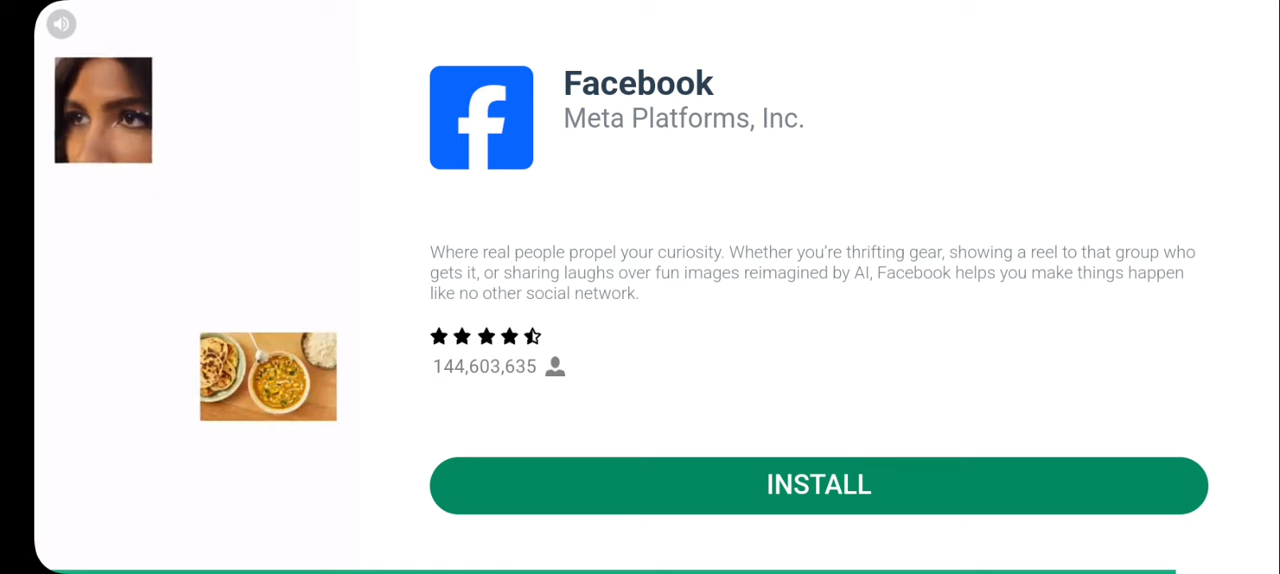 Facebook
Meta Platforms, Inc.
Where real people propel your curiosity. Whether you’re thrifting gear, showing a reel to that group who
gets it, or sharing laughs over fun images reimagined by AI, Facebook helps you make things happen
like no other social network.
144,603,635
INSTALL